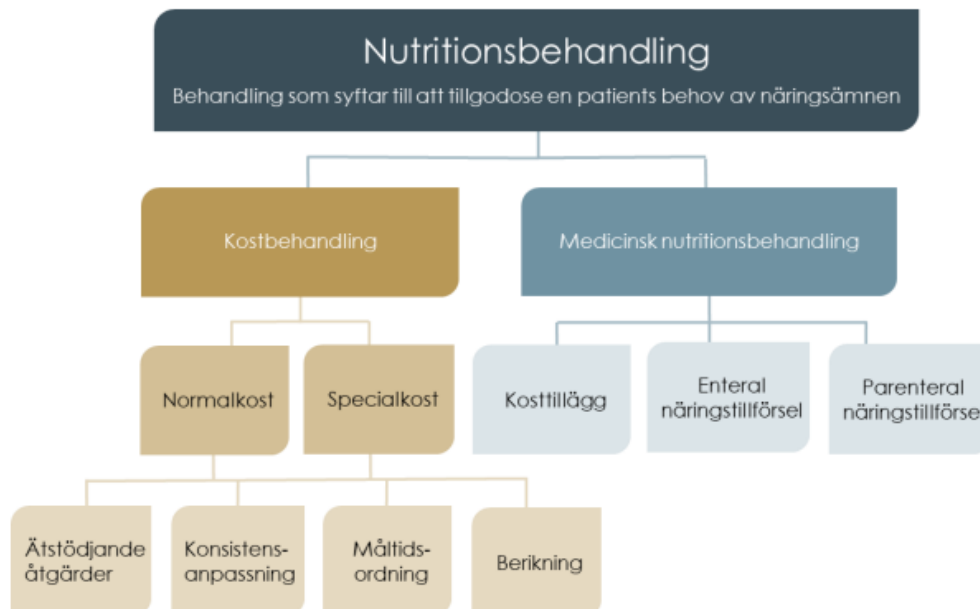 Nutritionsbehandling
Behandling som syftar till att tillgodose en patients behov av näringsämnen
Kostbehandling
Medicinsk nutritionsbehandling
Normalkost
Specialkost
Kosttillägg
Enteral
näringstillförsel
Parenteral
näringstillförsel
Ätstödjande
åtgärder
Konsistens-
anpassning
Måltids-
ordning
Berikning